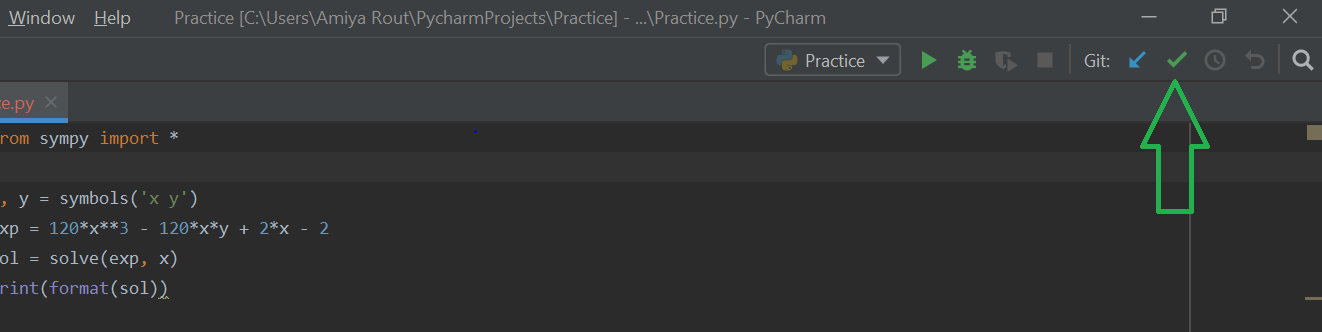 Window Help Practice [C:\Users\Amiya Rout\PycharmProjects\Practice] - ...\Practice.py - PyCharm
Practice Git:
ze.py
rom sympy import *
, y = symbols('x y')
xp = 120*x**3 - 120*x*y + 2*x - 2
ol = solve(exp, x)
rint(format(sol))